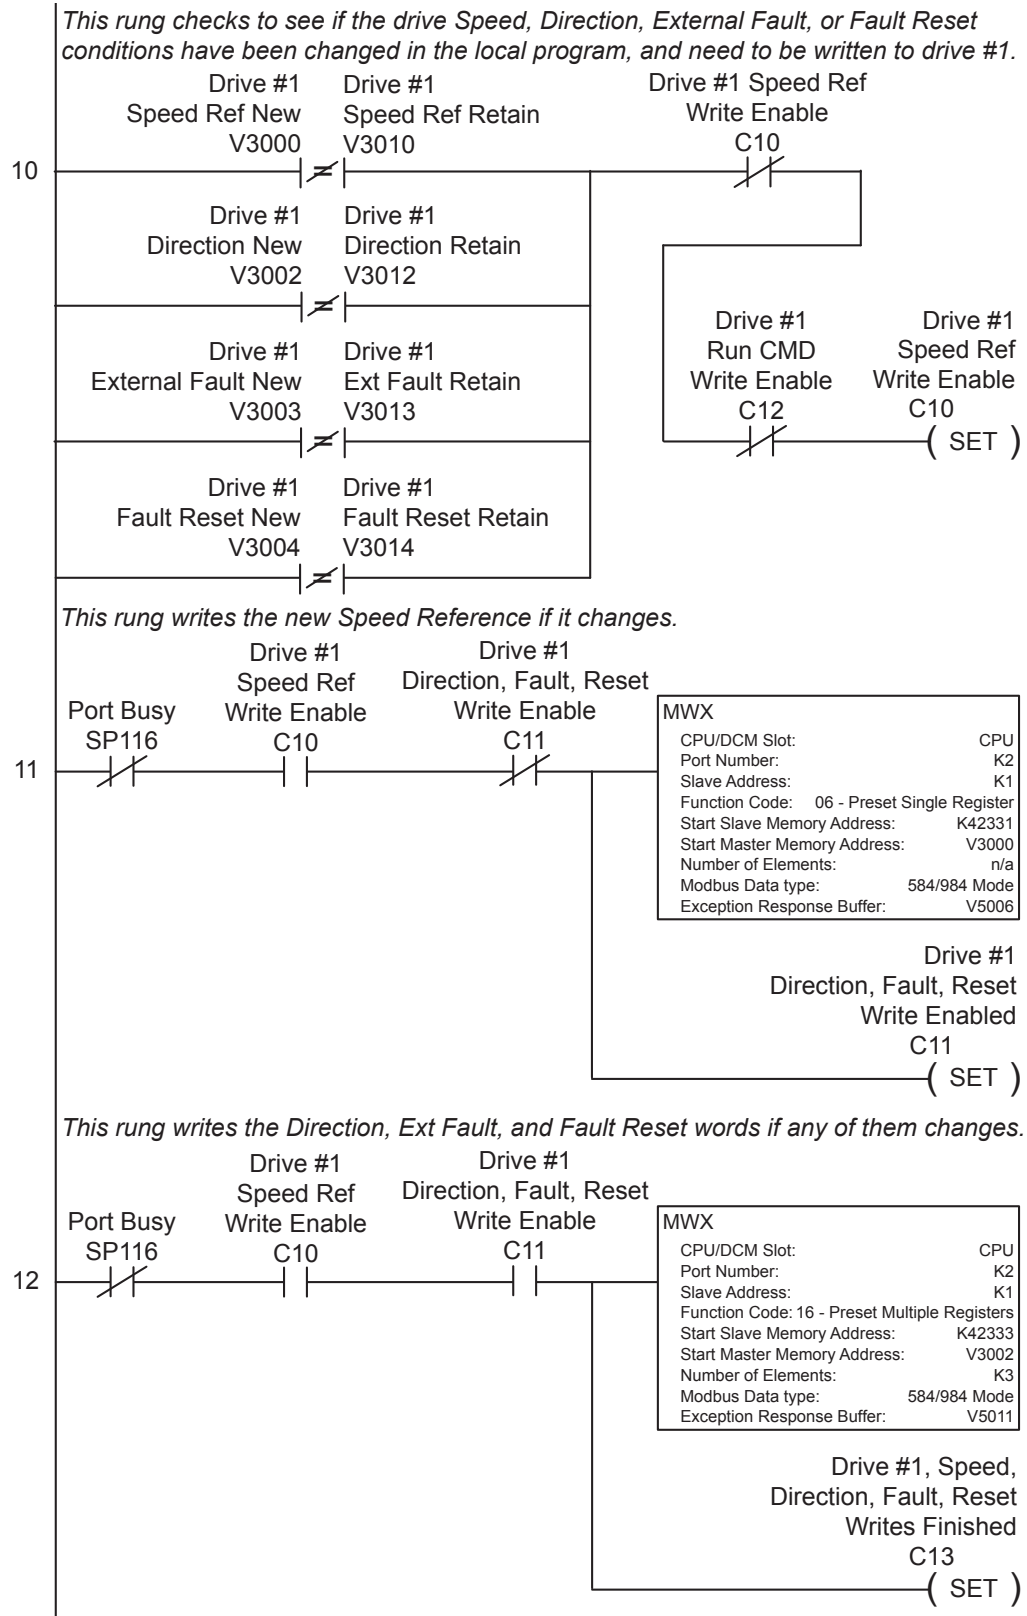 This rung checks to see if the drive Speed, Direction, External Fault, or Fault Reset
conditions have been changed in the local program, and need to be written to drive #1.
Drive #1 Drive #1 Drive #1 Speed Ref
Speed Ref New Speed Ref Retain Write Enable
V3000 V3010 C10
10
Drive #1 Drive #1
Direction New Direction Retain
V3002 V3012
Drive #1 Drive #1
Run CMD Speed Ref
Write Enable Write Enable
C12 C10
( SET )
Drive #1 Drive #1
External Fault New Ext Fault Retain
V3003 V3013
Drive #1 Drive #1
Fault Reset New Fault Reset Retain
V3004 V3014
This rung writes the new Speed Reference if it changes.
Drive #1 Drive #1
Speed Ref Direction, Fault, Reset
Port Busy Write Enable Write Enable
SP116 C10 C11
11
MWX
CPU/DCM Slot: CPU
Port Number: K2
Slave Address: K1
Function Code: 06 - Preset Single Register
Start Slave Memory Address: K42331
Start Master Memory Address: V3000
Number of Elements: n/a
Modbus Data type: 584/984 Mode
Exception Response Buffer: V5006
Drive #1
Direction, Fault, Reset
Write Enabled
C11
( SET )
This rung writes the Direction, Ext Fault, and Fault Reset words if any of them changes.
Drive #1 Drive #1
Speed Ref Direction, Fault, Reset
Port Busy Write Enable Write Enable
SP116 C10 C11
12
MWX
CPU/DCM Slot: CPU
Port Number: K2
Slave Address: K1
Function Code: 16 - Preset Multiple Registers
Start Slave Memory Address: K42333
Start Master Memory Address: V3002
Number of Elements: K3
Modbus Data type: 584/984 Mode
Exception Response Buffer: V5011
Drive #1, Speed,
Direction, Fault, Reset
Writes Finished
C13
( SET )